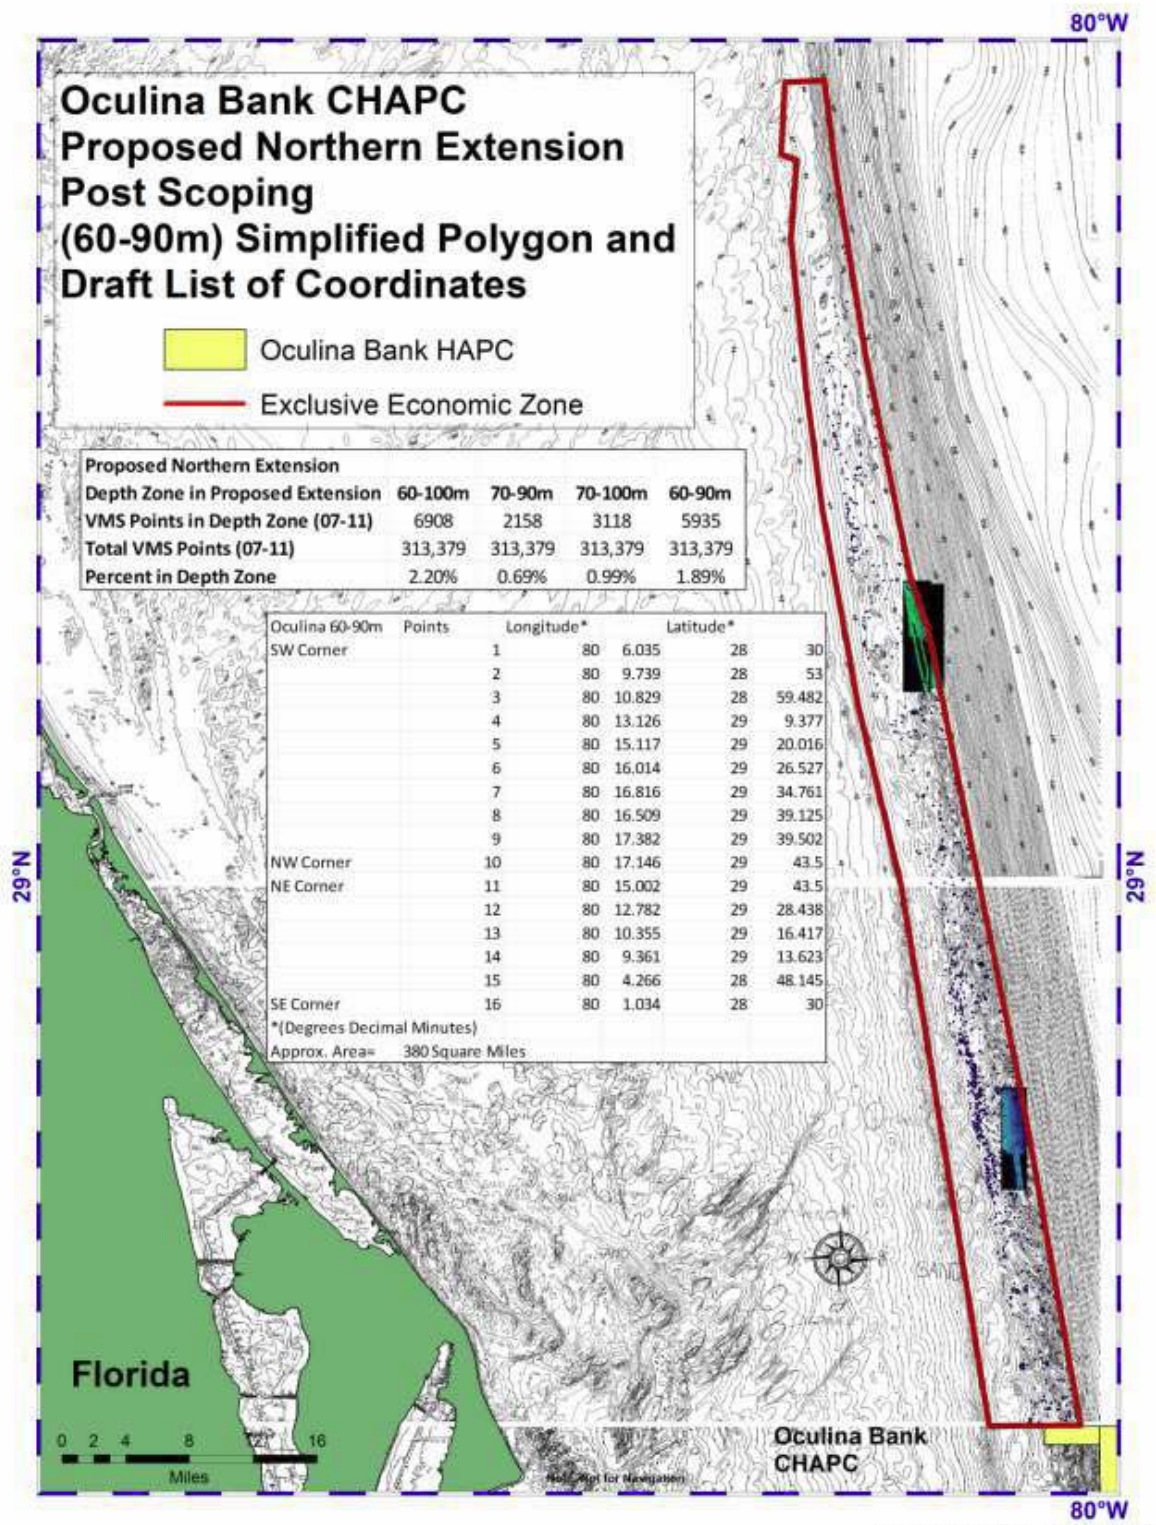 80°W
Oculina Bank CHAPC
Proposed Northern Extension
Post Scoping
(60-90m) Simplified Polygon and
Draft List of Coordinates
Oculina Bank HAPC
Exclusive Economic Zone
Proposed Northern Extension
Depth Zone in Proposed Extension 60-100m 70-90m 70-100m 60-90m
VMS Points in Depth Zone (07-11) 6908 2158 3118 5935
Total VMS Points (07-11) 313,379 313,379 313,379 313,379
Percent in Depth Zone 2.20% 0.69% 0.99% 1.89%
Oculina 60-90m Points Longitude* Latitude*
SW Corner 1 80 6.035 28 30
2 80 9.739 28 53
3 80 10.829 28 59.482
4 80 13.126 29 9.377
5 80 15.117 29 20.016
6 80 16.014 29 26.527
7 80 16.816 29 34.761
8 80 16.509 29 39.125
9 80 17.382 29 39.502
NW Corner 10 80 17.146 29 43.5
NE Corner 11 80 15.002 29 43.5
12 80 12.782 29 28.438
13 80 10.355 29 16.417
14 80 9.361 29 13.623
15 80 4.266 28 48.145
SE Corner 16 80 1.034 28 30
*(Degrees Decimal Minutes)
Approx. Area= 380 Square Miles
29°N
29°N
SAND
Florida
0 2 4 8 12 16
Miles
Not for Navigation
Oculina Bank
CHAPC
80°W